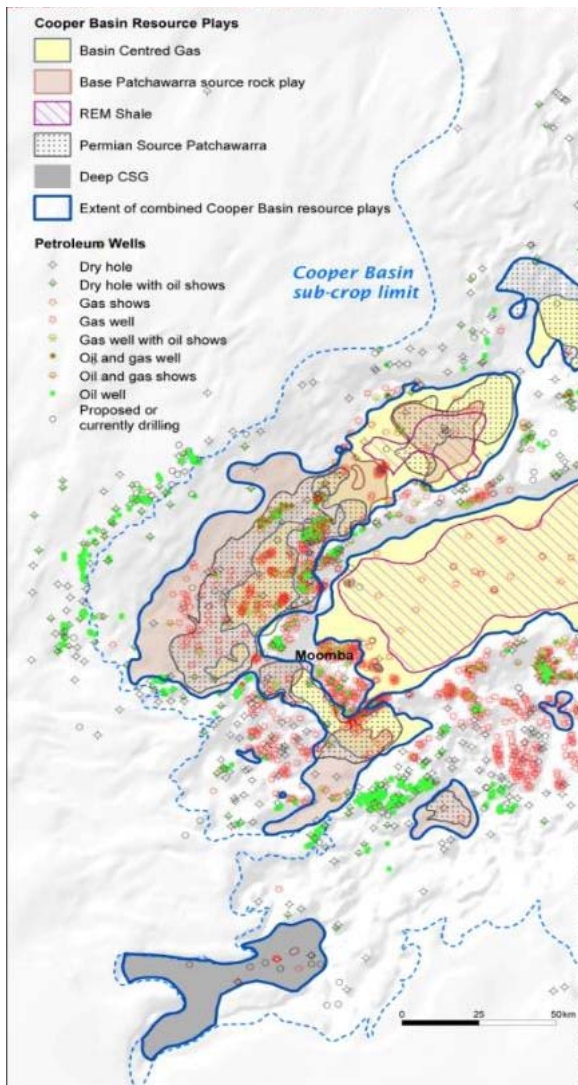 Cooper Basin Resource Plays
Basin Centred Gas
Base Patchawarra source rock play
REM Shale
Permian Source Patchawarra
Deep CSG
Extent of combined Cooper Basin resource plays
Petroleum Wells
Dry hole
Dry hole with oil shows
Gas shows
Gas well
Gas well with oil shows
Oil and gas well
Oil and gas shows
Oil well
Proposed or
currently drilling
Cooper Basin
sub-crop limit
Moomba
0 25 50km